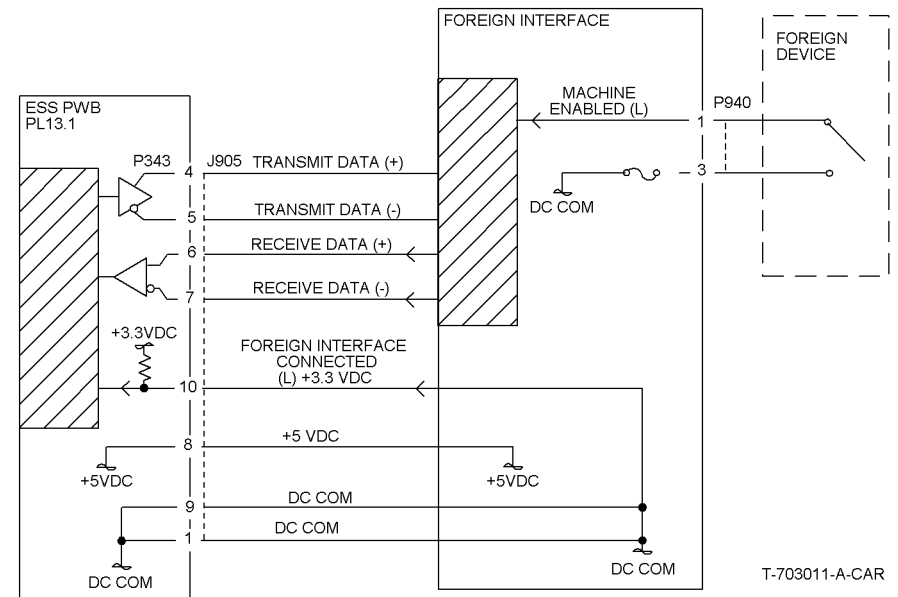 FOREIGN INTERFACE
FOREIGN
DEVICE
MACHINE
ENABLED (L)
P940
1
3
DC COM
ESS PWB
PL13.1
P343
J905
4
TRANSMIT DATA (+)
5
TRANSMIT DATA (-)
6
RECEIVE DATA (+)
7
RECEIVE DATA (-)
+3.3VDC
FOREIGN INTERFACE
CONNECTED
(L) +3.3 VDC
10
8
+5 VDC
+5VDC
+5VDC
9
DC COM
1
DC COM
DC COM
DC COM
T-703011-A-CAR